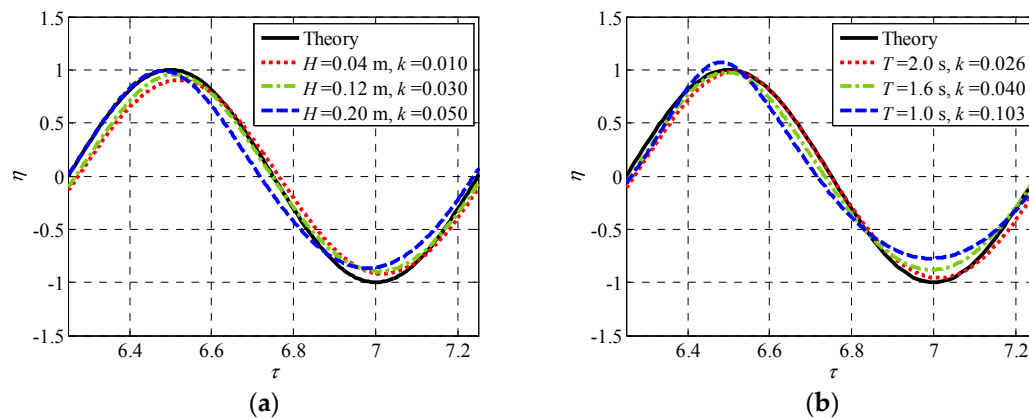 1.5
1
0.5
0
-0.5
-1
-1.5
η
6.4
6.6
6.8
7
7.2
τ
Theory
H=0.04 m, k=0.010
H=0.12 m, k=0.030
H=0.20 m, k=0.050
(a)
1.5
1
0.5
0
-0.5
-1
-1.5
η
6.4
6.6
6.8
7
7.2
τ
Theory
T=2.0 s, k=0.026
T=1.6 s, k=0.040
T=1.0 s, k=0.103
(b)